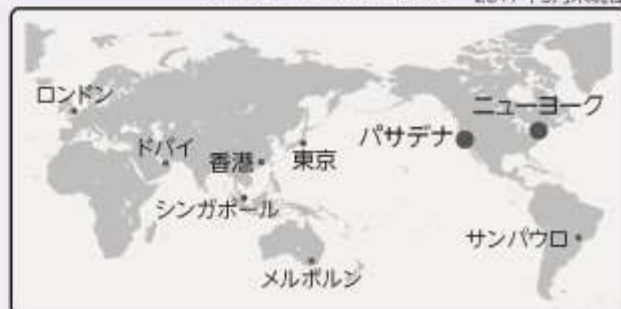 ロンドン
ニューヨーク
パサデナ
ドバイ
香港
東京
シンガポール
サンパウロ
メルボルン